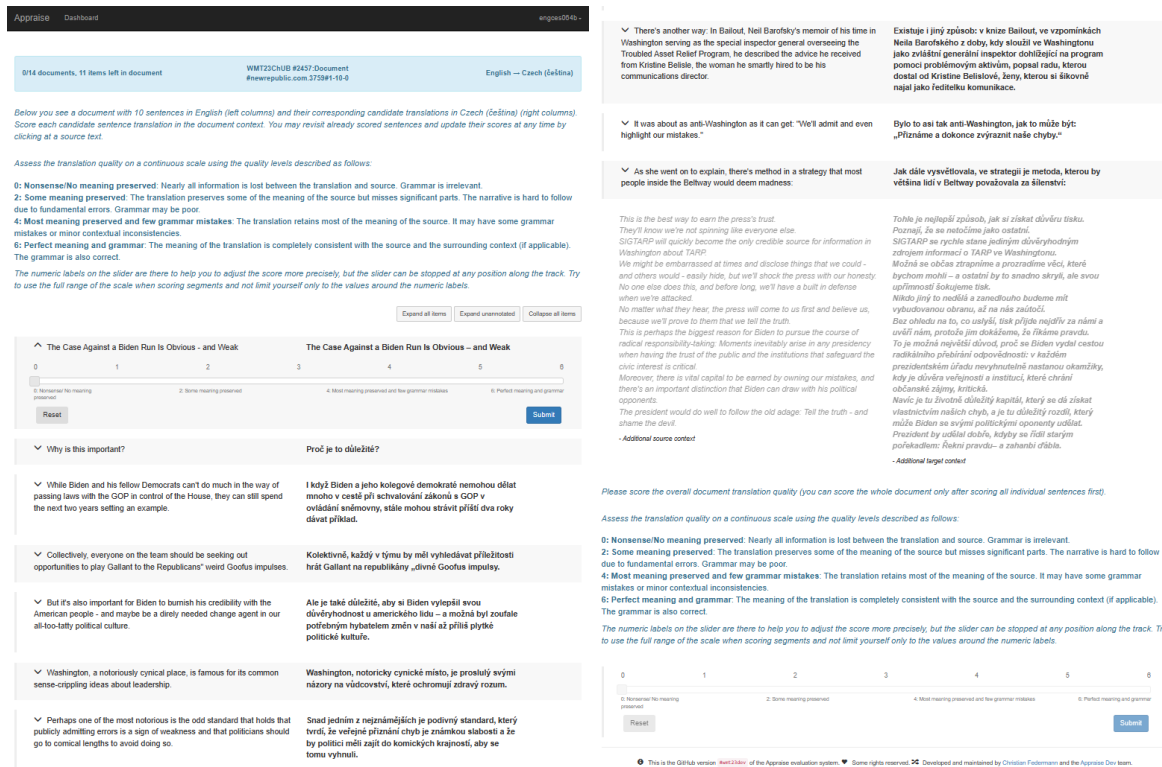 Appraise Dashboard engces064b
0/14 documents, 11 items left in document
WMT23ChUB #2457:Document
#newrepublic.com.3759#1-10-0
English → Czech (čeština)
Below you see a document with 10 sentences in English (left columns) and their corresponding candidate translations in Czech (čeština) (right columns).
Score each candidate sentence translation in the document context. You may revisit already scored sentences and update their scores at any time by
clicking at a source text.
Assess the translation quality on a continuous scale using the quality levels described as follows:
0: Nonsense/No meaning preserved: Nearly all information is lost between the translation and source. Grammar is irrelevant.
2: Some meaning preserved: The translation preserves some of the meaning of the source but misses significant parts. The narrative is hard to follow
due to fundamental errors. Grammar may be poor.
4: Most meaning preserved and few grammar mistakes: The translation retains most of the meaning of the source. It may have some grammar
mistakes or minor contextual inconsistencies.
6: Perfect meaning and grammar: The meaning of the translation is completely consistent with the source and the surrounding context (if applicable).
The grammar is also correct.
The numeric labels on the slider are there to help you to adjust the score more precisely, but the slider can be stopped at any position along the track. Try
to use the full range of the scale when scoring segments and not limit yourself only to the values around the numeric labels.
Expand all items Expand unannotated Collapse all items
The Case Against a Biden Run Is Obvious - and Weak
The Case Against a Biden Run Is Obvious – and Weak
0 1 2 3 4 5 6
0: Nonsense/ No meaning preserved
2: Some meaning preserved
4: Most meaning preserved and few grammar mistakes
6: Perfect meaning and grammar
Reset Submit
Why is this important?
Proč je to důležité?
While Biden and his fellow Democrats can't do much in the way of
passing laws with the GOP in control of the House, they can still spend
the next two years setting an example.
I když Biden a jeho kolegové demokraté nemohou dělat
mnoho v cestě při schvalování zákonů s GOP v
ovládání sněmovny, stále mohou strávit příští dva roky
dávat příklad.
Collectively, everyone on the team should be seeking out
opportunities to play Gallant to the Republicans'' weird Goofus impulses.
Kolektivně, každý v týmu by měl vyhledávat příležitosti
hrát Gallant na republikány „divné Goofus impulsy.
But it's also important for Biden to burnish his credibility with the
American people - and maybe be a direly needed change agent in our
all-too-tatty political culture.
Ale je také důležité, aby si Biden vylepšil svou
důvěryhodnost u amerického lidu – a možná byl zoufale
potřebným hybatelem změn v naší až příliš plytké
politické kultuře.
Washington, a notoriously cynical place, is famous for its common
sense-crippling ideas about leadership.
Washington, notoricky cynické místo, je proslulý svými
názory na vůdcovství, které ochromují zdravý rozum.
Perhaps one of the most notorious is the odd standard that holds that
publicly admitting errors is a sign of weakness and that politicians should
go to comical lengths to avoid doing so.
Snad jedním z nejznámějších je podivný standard, který
tvrdí, že veřejné přiznání chyb je známkou slabosti a že
by politici měli zajít do komických krajností, aby se
tomu vyhnuli.
There's another way: In Bailout, Neil Barofsky's memoir of his time in
Washington serving as the special inspector general overseeing the
Troubled Asset Relief Program, he described the advice he received
from Kristine Belisle, the woman he smartly hired to be his
communications director.
Existuje i jiný způsob: v knize Bailout, ve vzpomínkách
Neila Barofského z doby, kdy sloužil ve Washingtonu
jako zvláštní generální inspektor dohlížející na program
pomoci problémovým aktivům, popsal radu, kterou
dostal od Kristine Belislové, ženy, kterou si šikovně
najal jako ředitelku komunikace.
It was about as anti-Washington as it can get: "We'll admit and even
highlight our mistakes."
Bylo to asi tak anti-Washington, jak to může být:
„Přiznáme a dokonce zvýraznit naše chyby.“
As she went on to explain, there's method in a strategy that most
people inside the Beltway would deem madness:
Jak dále vysvětlovala, ve strategii je metoda, kterou by
většina lidí v Beltway považovala za šílenství:
This is the best way to earn the press's trust.
They'll know we're not spinning like everyone else.
SIGTARP will quickly become the only credible source for information in
Washington about TARP.
We might be embarrassed at times and disclose things that we could -
and others would - easily hide, but we'll shock the press with our honesty.
No one else does this, and before long, we'll have a built in defense
when we're attacked.
No matter what they hear, the press will come to us first and believe us,
because we'll prove to them that we tell the truth.
This is perhaps the biggest reason for Biden to pursue the course of
radical responsibility-taking: Moments inevitably arise in any presidency
when having the trust of the public and the institutions that safeguard the
civic interest is critical.
Moreover, there is vital capital to be earned by owning our mistakes, and
there's an important distinction that Biden can draw with his political
opponents.
The president would do well to follow the old adage: Tell the truth - and
shame the devil.
- Additional source context
Tohle je nejlepší způsob, jak si získat důvěru tisku.
Poznají, že se netočíme jako ostatní.
SIGTARP se rychle stane jediným důvěryhodným
zdrojem informací o TARP ve Washingtonu.
Možná se občas ztrapníme a prozradíme věci, které
bychom mohli – a ostatní by to snadno skryli, ale svou
upřímností šokujeme tisk.
Nikdo jiný to nedělá a zanedlouho budeme mít
vybudovanou obranu, až na nás zaútočí.
Bez ohledu na to, co uslyší, tisk přijde nejdřív za námi a
uvěří nám, protože jim dokážeme, že říkáme pravdu.
To je možná největší důvod, proč se Biden vydal cestou
radikálního přebírání odpovědnosti: v každém
prezidentském úřadu nevyhnutelně nastanou okamžiky,
kdy je důvěra veřejnosti a institucí, které chrání
občanské zájmy, kritická.
Navíc je tu životně důležitý kapitál, který se dá získat
vlastnictvím našich chyb, a je tu důležitý rozdíl, který
může Biden se svými politickými oponenty udělat.
Prezident by udělal dobře, kdyby se řídil starým
pořekadlem: Řekni pravdu– a zahanbi ďábla.
- Additional target context
Please score the overall document translation quality (you can score the whole document only after scoring all individual sentences first).
Assess the translation quality on a continuous scale using the quality levels described as follows:
0: Nonsense/No meaning preserved: Nearly all information is lost between the translation and source. Grammar is irrelevant.
2: Some meaning preserved: The translation preserves some of the meaning of the source but misses significant parts. The narrative is hard to follow
due to fundamental errors. Grammar may be poor.
4: Most meaning preserved and few grammar mistakes: The translation retains most of the meaning of the source. It may have some grammar
mistakes or minor contextual inconsistencies.
6: Perfect meaning and grammar: The meaning of the translation is completely consistent with the source and the surrounding context (if applicable).
The grammar is also correct.
The numeric labels on the slider are there to help you to adjust the score more precisely, but the slider can be stopped at any position along the track.
to use the full range of the scale when scoring segments and not limit yourself only to the values around the numeric labels.
0 1 2 3 4 5 6
0: Nonsense/ No meaning preserved
2: Some meaning preserved
4: Most meaning preserved and few grammar mistakes
6: Perfect meaning and grammar
Reset Submit
This is the GitHub version #wmt23dev of the Appraise evaluation system. Some rights reserved. Developed and maintained by Christian Federmann and the Appraise Dev team.